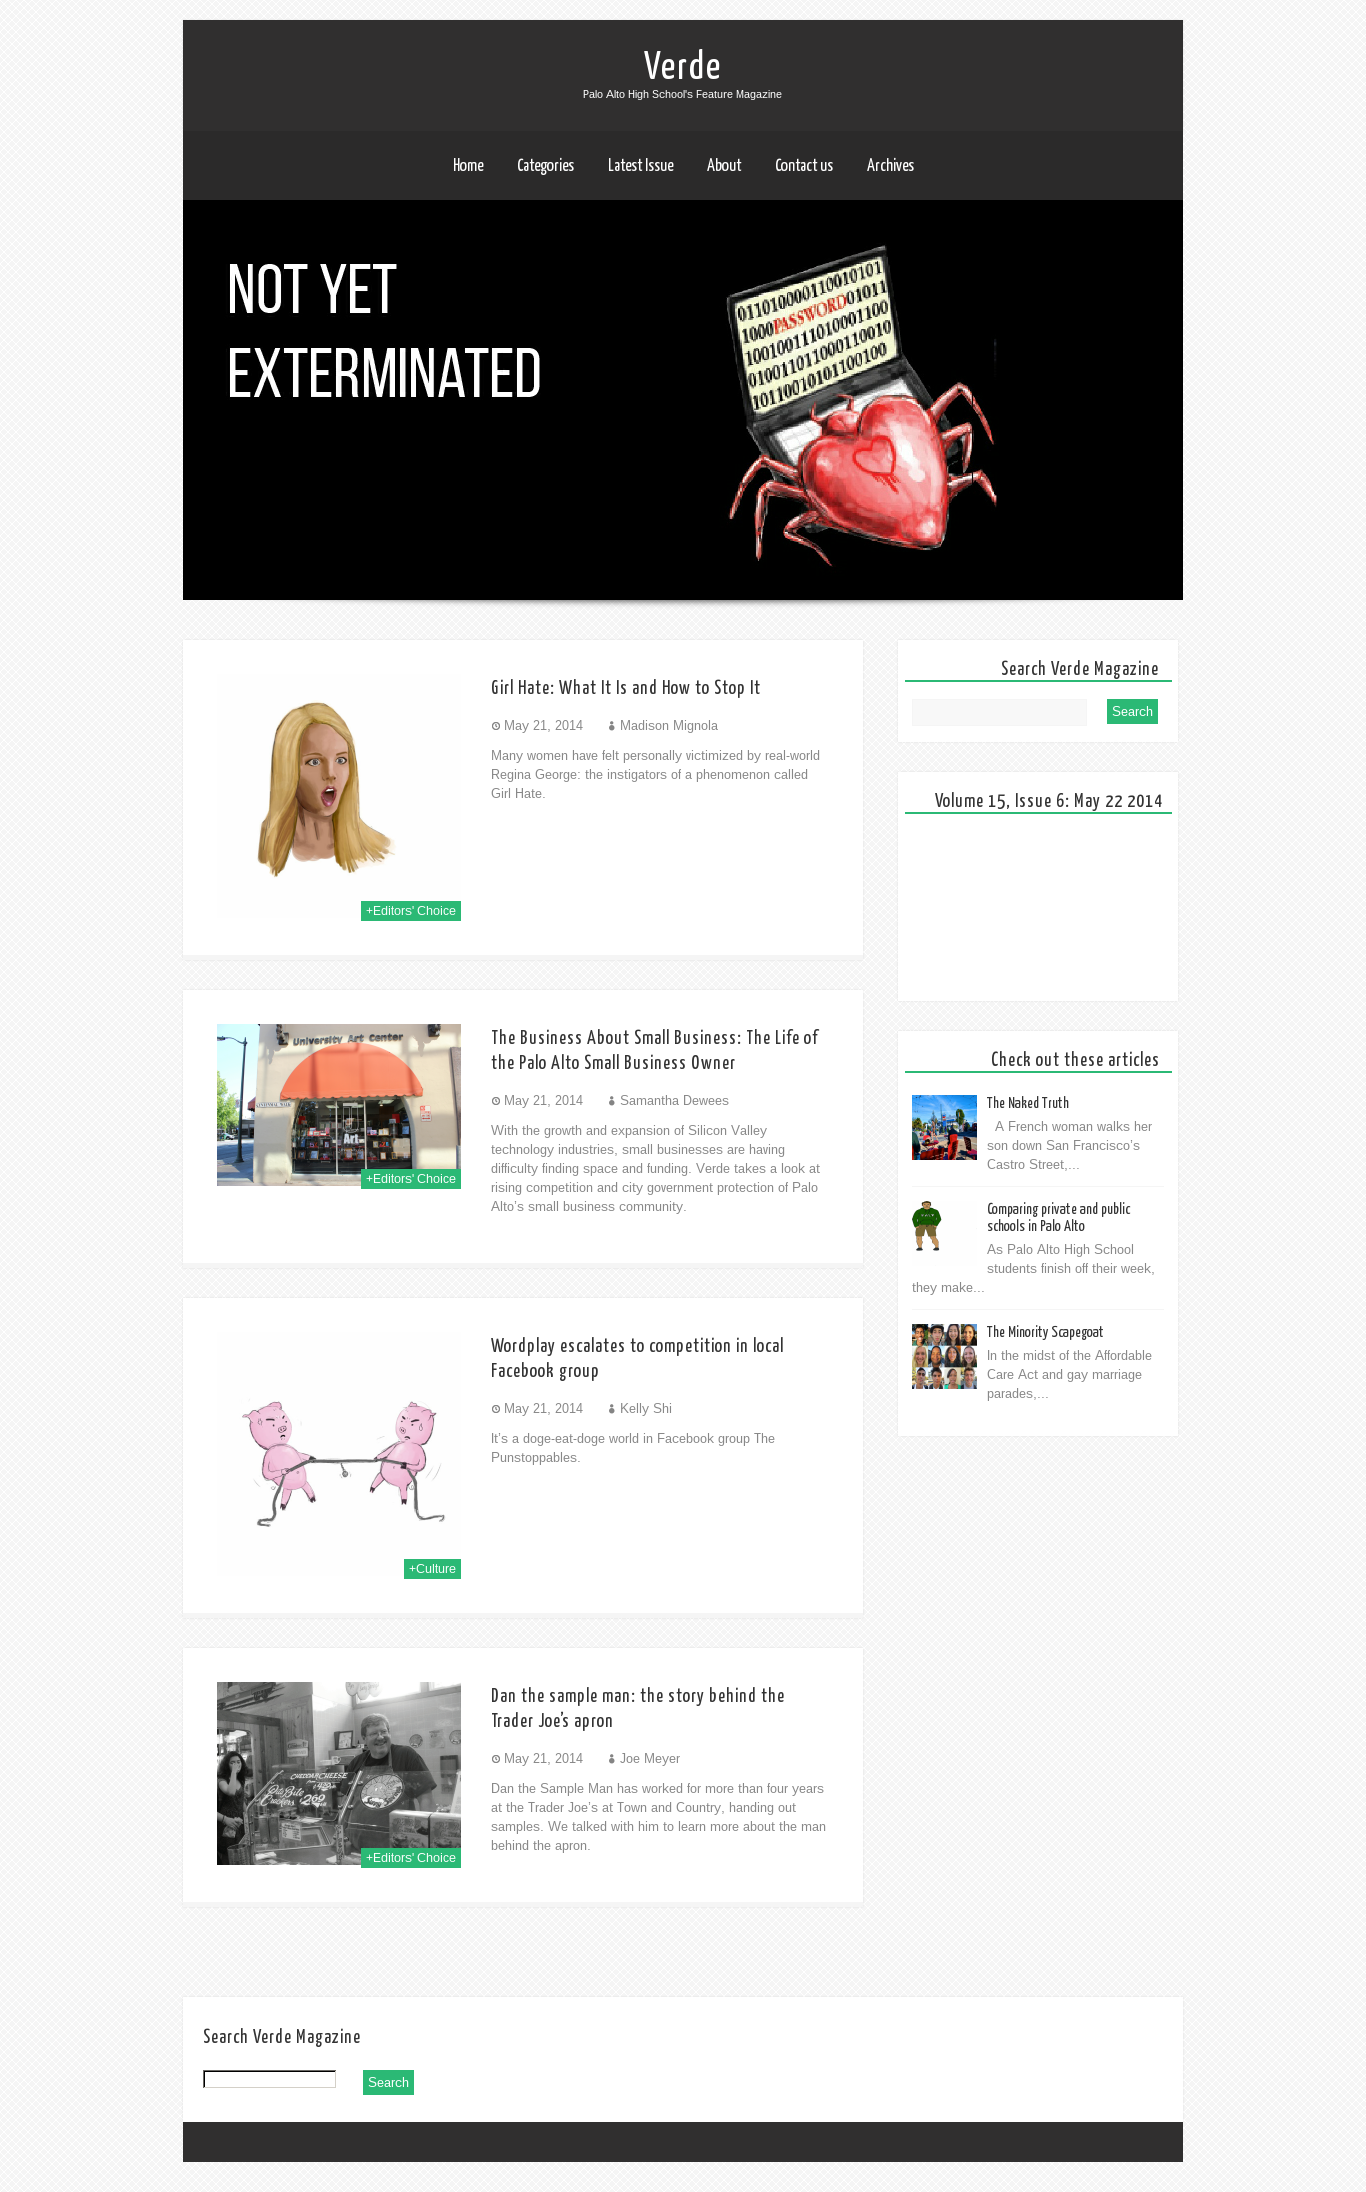 Verde
Palo Alto High School's Feature Magazine
Home Categories Latest Issue About Contact us Archives
NOT YET
EXTERMINATED
01101000011001010110
1000PASSWORD01011
1001001110100011 00
Girl Hate: What It Is and How to Stop It
May 21, 2014 Madison Mignola
Many women have felt personally victimized by real-world
Regina George: the instigators of a phenomenon called
Girl Hate.
+Editors' Choice
University Art Center
Art
+Editors' Choice
The Business About Small Business: The Life of
the Palo Alto Small Business Owner
May 21, 2014 Samantha Dewees
With the growth and expansion of Silicon Valley
technology industries, small businesses are having
difficulty finding space and funding. Verde takes a look at
rising competition and city government protection of Palo
Alto’s small business community.
Wordplay escalates to competition in local
Facebook group
May 21, 2014 Kelly Shi
It’s a doge-eat-doge world in Facebook group The
Punstoppables.
+Culture
CHEDDAR CHEESE
Pita Bite
Crackers $2.69
+Editors' Choice
Dan the sample man: the story behind the
Trader Joe’s apron
May 21, 2014 Joe Meyer
Dan the Sample Man has worked for more than four years
at the Trader Joe’s at Town and Country, handing out
samples. We talked with him to learn more about the man
behind the apron.
Search Verde Magazine
Search
Volume 15, Issue 6: May 22 2014
Check out these articles
The Naked Truth
A French woman walks her
son down San Francisco’s
Castro Street,...
Comparing private and public
schools in Palo Alto
As Palo Alto High School
students finish off their week,
they make...
The Minority Scapegoat
In the midst of the Affordable
Care Act and gay marriage
parades,...
Search Verde Magazine
Search